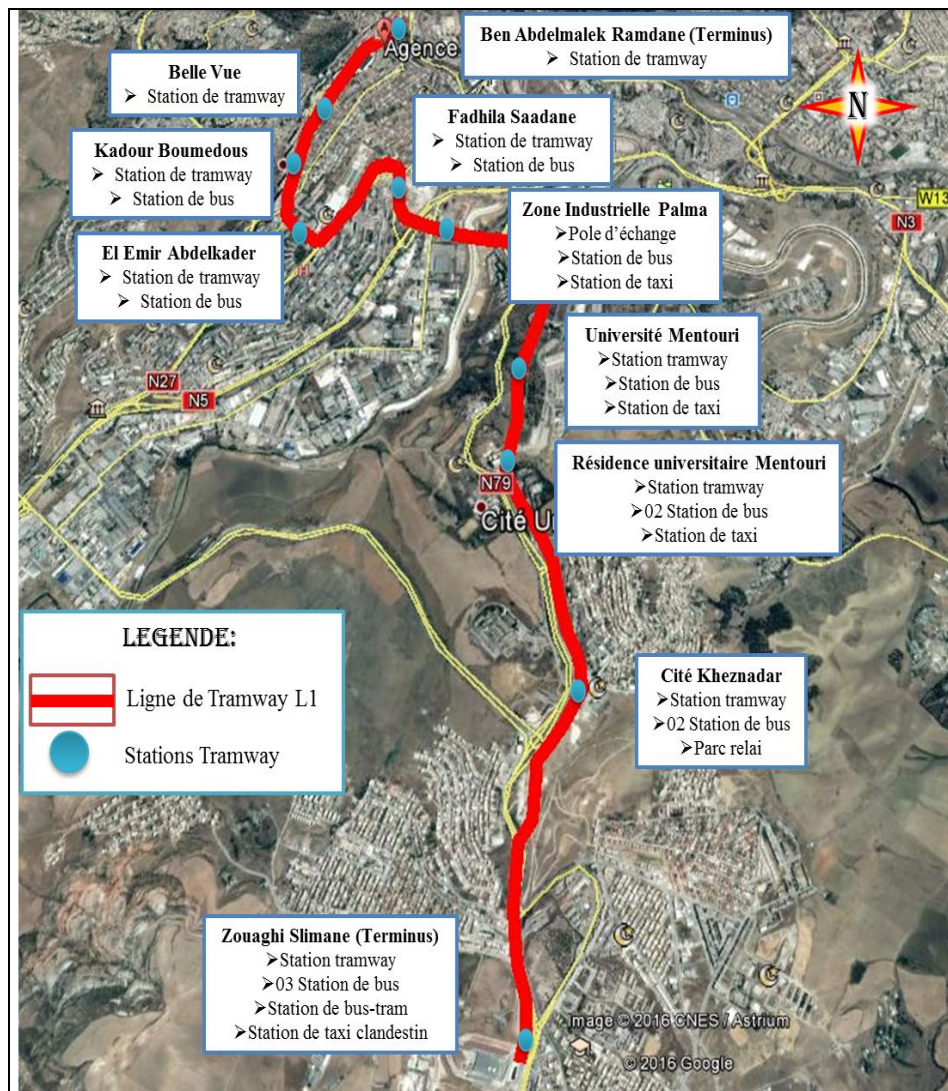 Ben Abdelmalek Ramdane (Terminus)
➢ Station de tramway
A
Agence
Belle Vue
➢ Station de tramway
N
Fadhila Saadane
➢ Station de tramway
➢ Station de bus
Kadour Boumedous
➢ Station de tramway
➢ Station de bus
W13
N3
Zone Industrielle Palma
➢Pole d'échange
➢Station de bus
➢Station de taxi
El Emir Abdelkader
➢ Station de tramway
➢ Station de bus
H
Université Mentouri
➢Station tramway
➢Station de bus
➢Station de taxi
N27
N5
Résidence universitaire Mentouri
➢Station tramway
➢02 Station de bus
➢Station de taxi
N79
Cité U
LEGENDE:
Ligne de Tramway L1
Stations Tramway
Cité Kheznadar
➢Station tramway
➢02 Station de bus
➢Parc relai
Zouaghi Slimane (Terminus)
➢Station tramway
➢03 Station de bus
➢Station de bus-tram
➢Station de taxi clandestin
Image © 2016 CNES / Astrium
© 2016 Google